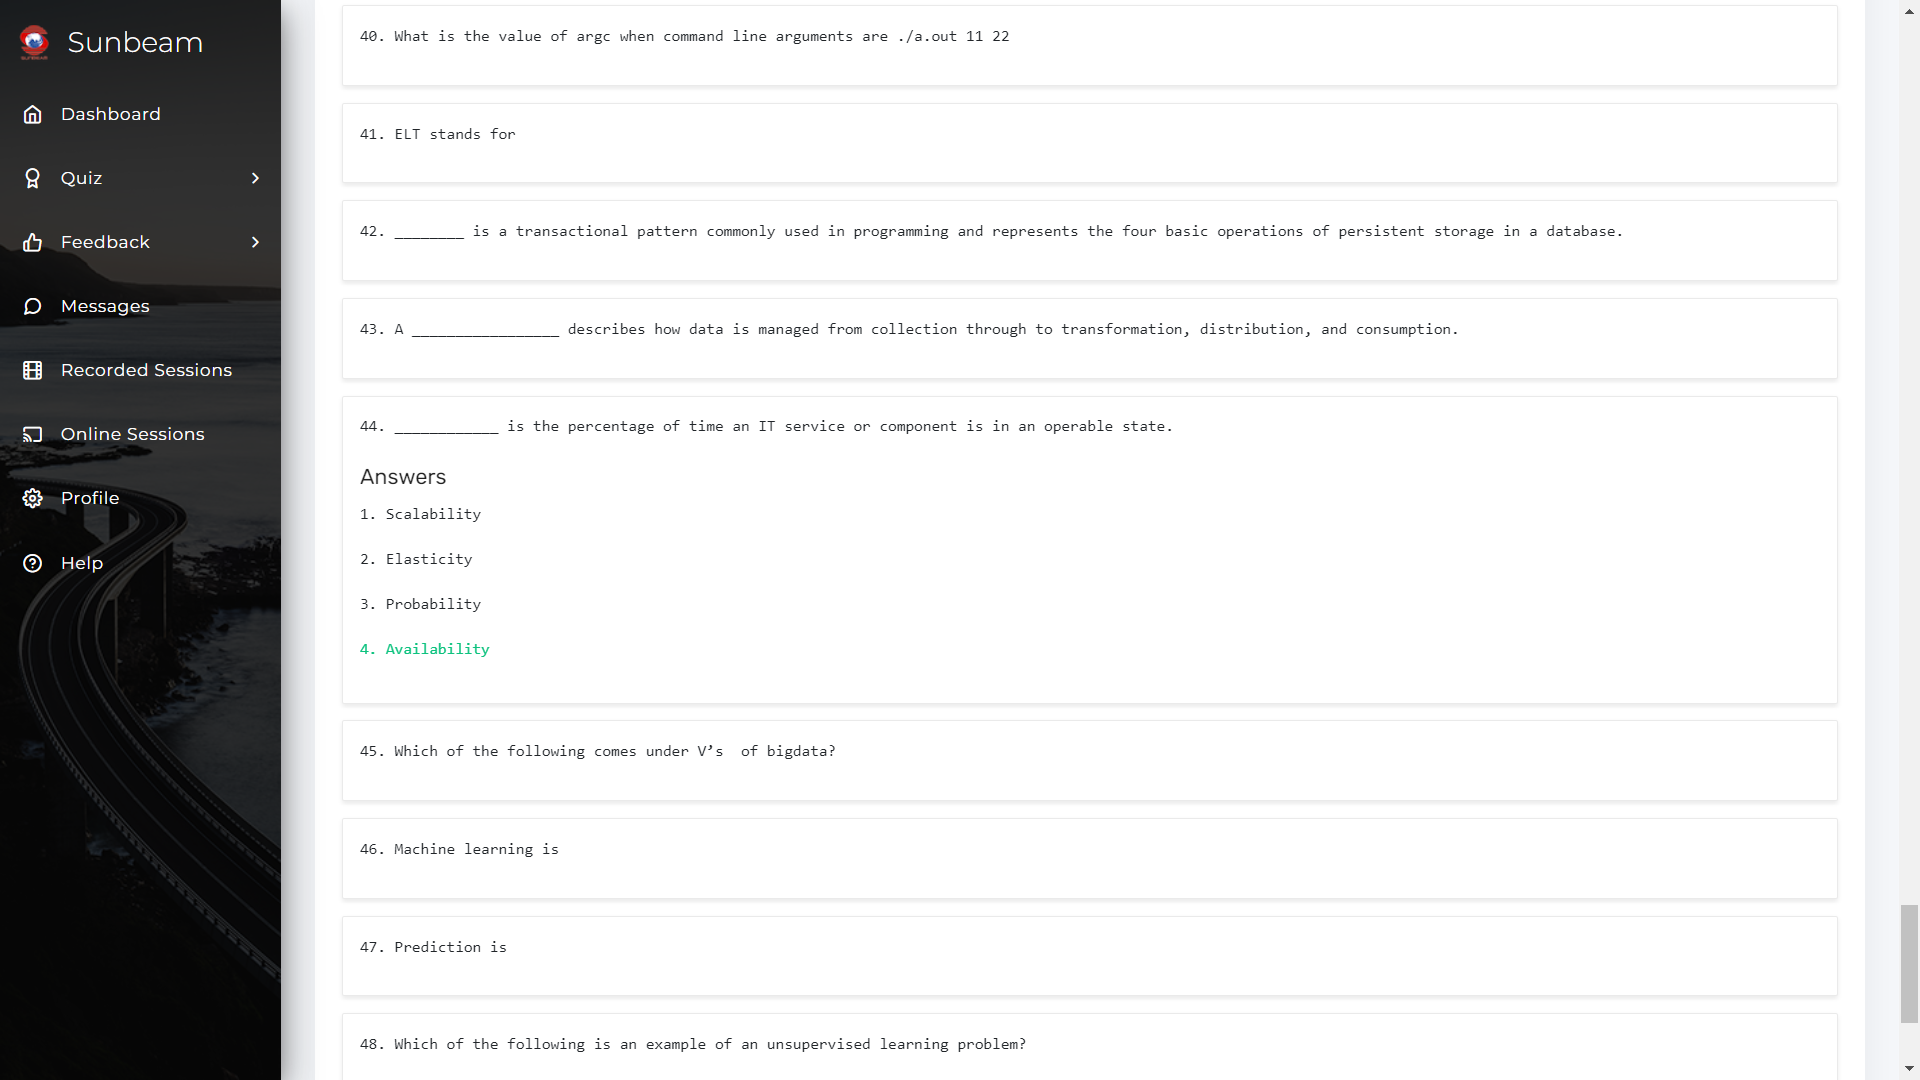 Sunbeam
Dashboard
Quiz
Feedback
Messages
Recorded Sessions
Online Sessions
Profile
Help
40. What is the value of argc when command line arguments are ./a.out 11 22
41. ELT stands for
42. ________ is a transactional pattern commonly used in programming and represents the four basic operations of persistent storage in a database.
43. A _________________ describes how data is managed from collection through to transformation, distribution, and consumption.
44. ____________ is the percentage of time an IT service or component is in an operable state.
Answers
1. Scalability
2. Elasticity
3. Probability
4. Availability
45. Which of the following comes under V’s  of bigdata?
46. Machine learning is
47. Prediction is
48. Which of the following is an example of an unsupervised learning problem?